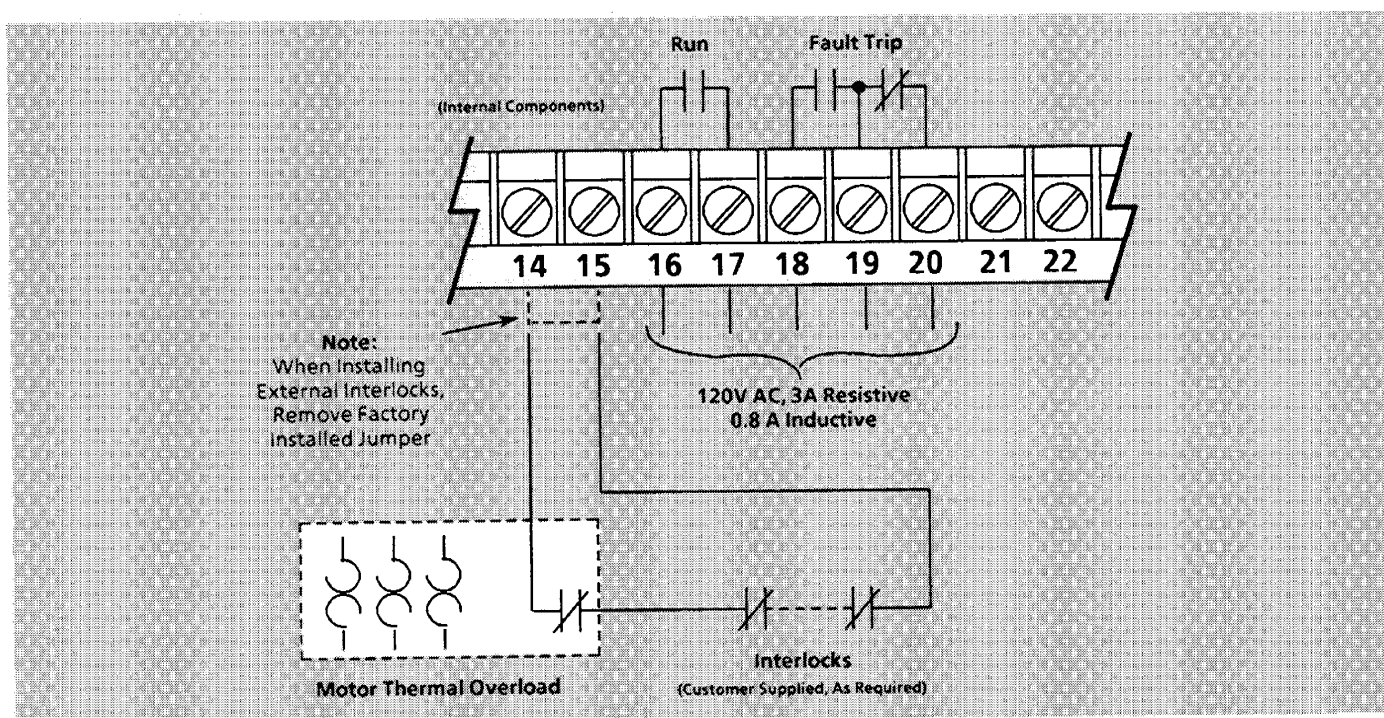 Run
Fault Trip
(Internal Components)
14 15 16 17 18 19 20 21 22
Note:
When Installing
External Interlocks,
Remove Factory
Installed Jumper
120V AC, 3A Resistive
0.8 A Inductive
Motor Thermal Overload
Interlocks
(Customer Supplied, As Required)